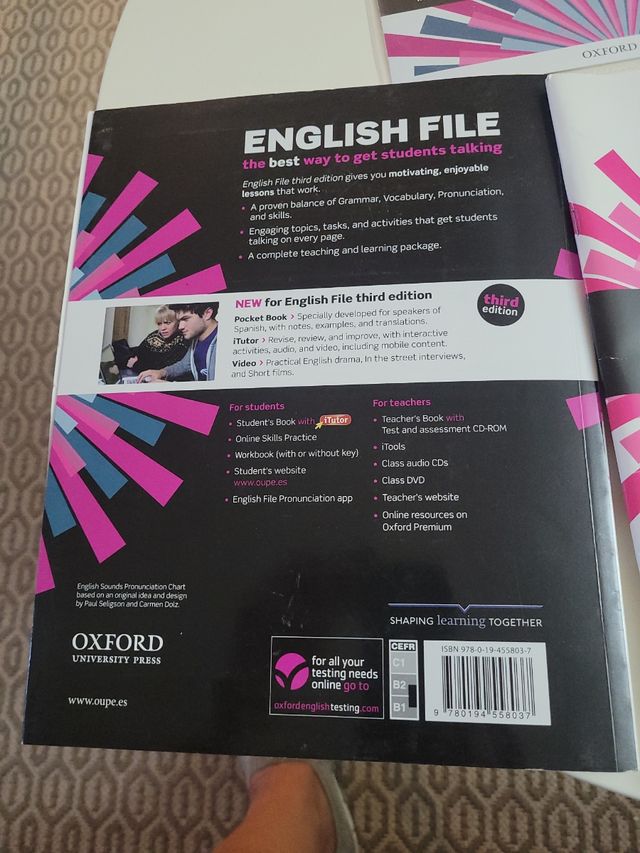 OXFORD
ENGLISH FILE
the best way to get students talking
English File third edition gives you motivating, enjoyable
lessons that work.
• A proven balance of Grammar, Vocabulary, Pronunciation,
and skills.
• Engaging topics, tasks, and activities that get students
talking on every page.
• A complete teaching and learning package.
NEW for English File third edition
third
edition
Pocket Book > Specially developed for speakers of
Spanish, with notes, examples, and translations.
iTutor > Revise, review, and improve, with interactive
activities, audio, and video, including mobile content.
Video > Practical English drama, In the street interviews,
and Short films.
For students
• Student's Book with iTutor
• Online Skills Practice
• Workbook (with or without key)
• Student's website
www.oupe.es
• English File Pronunciation app
For teachers
• Teacher's Book with
Test and assessment CD-ROM
• iTools
• Class audio CDs
• Class DVD
• Teacher's website
• Online resources on
Oxford Premium
English Sounds Pronunciation Chart
based on an original idea and design
by Paul Seligson and Carmen Dolz.
SHAPING learning TOGETHER
OXFORD
UNIVERSITY PRESS
www.oupe.es
for all your
testing needs
online go to
oxfordenglishtesting.com
CEFR
C1
B2
B1
ISBN 978-0-19-455803-7
9 780194 558037